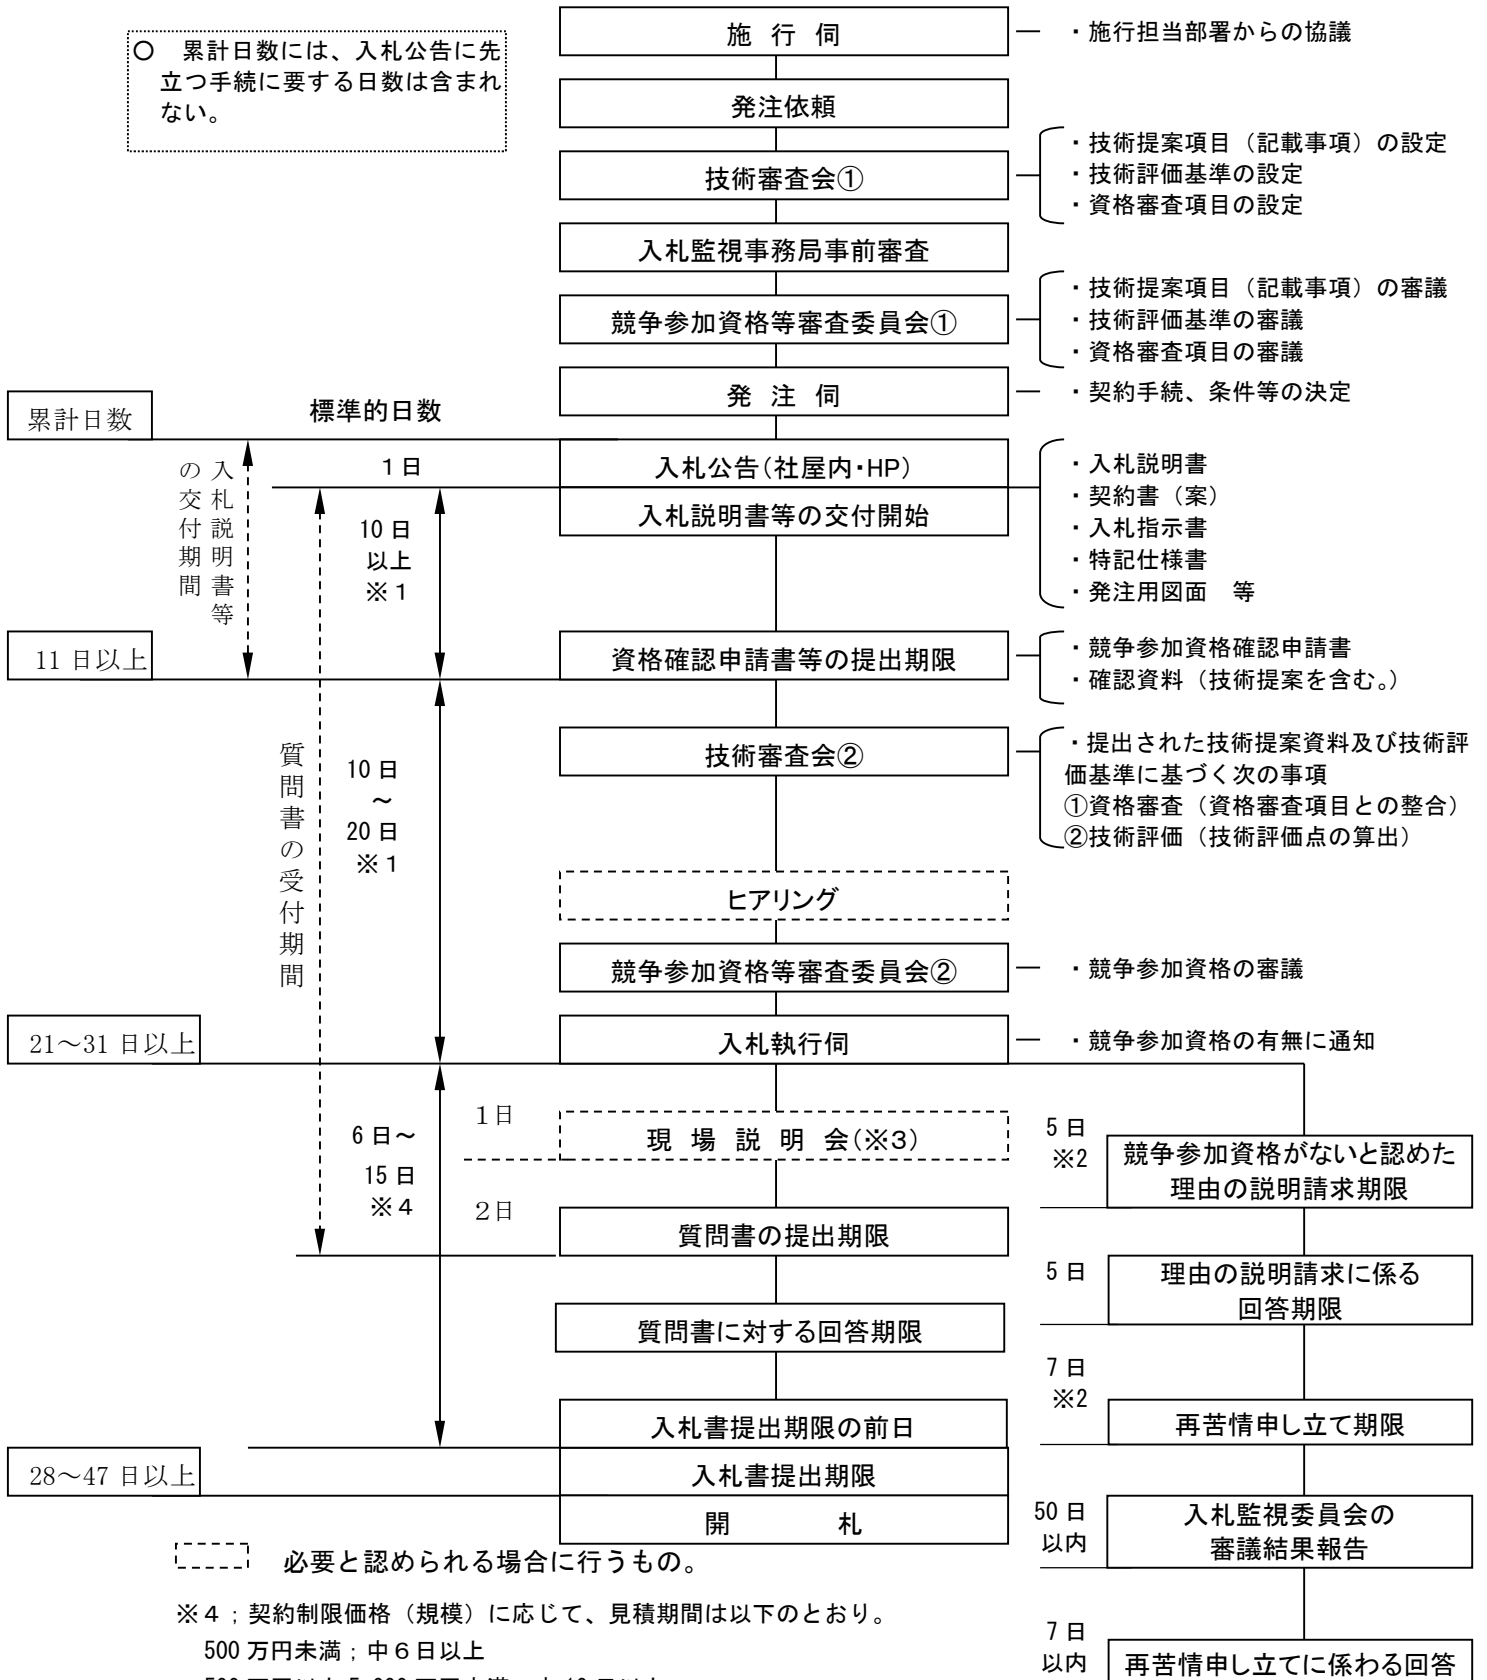 ○　累計日数には、入札公告に先
立つ手続に要する日数は含まれ
ない。
施　行　伺
・施行担当部署からの協議
発注依頼
技術審査会①
・技術提案項目（記載事項）の設定
・技術評価基準の設定
・資格審査項目の設定
入札監視事務局事前審査
競争参加資格等審査委員会①
・技術提案項目（記載事項）の審議
・技術評価基準の審議
・資格審査項目の審議
発　注　伺
・契約手続、条件等の決定
累計日数
標準的日数
入札説明書等
の交付期間
1日
入札公告(社屋内・HP)
入札説明書等の交付開始
・入札説明書
・契約書（案）
・入札指示書
・特記仕様書
・発注用図面　等
10日
以上
※1
11日以上
資格確認申請書等の提出期限
・競争参加資格確認申請書
・確認資料（技術提案を含む。）
質問書の受付期間
10日
～
20日
※1
技術審査会②
・提出された技術提案資料及び技術評
価基準に基づく次の事項
①資格審査（資格審査項目との整合）
②技術評価（技術評価点の算出）
ヒアリング
競争参加資格等審査委員会②
・競争参加資格の審議
21～31日以上
入札執行伺
・競争参加資格の有無に通知
6日～
15日
※4
1日
現　場　説　明　会(※3)
2日
質問書の提出期限
質問書に対する回答期限
入札書提出期限の前日
28～47日以上
入札書提出期限
開　　　札
5日
※2
競争参加資格がないと認めた
理由の説明請求期限
5日
理由の説明請求に係る
回答期限
7日
※2
再苦情申し立て期限
50日
以内
入札監視委員会の
審議結果報告
7日
以内
再苦情申し立てに係わる回答
必要と認められる場合に行うもの。
※4；契約制限価格（規模）に応じて、見積期間は以下のとおり。
500万円未満；中6日以上